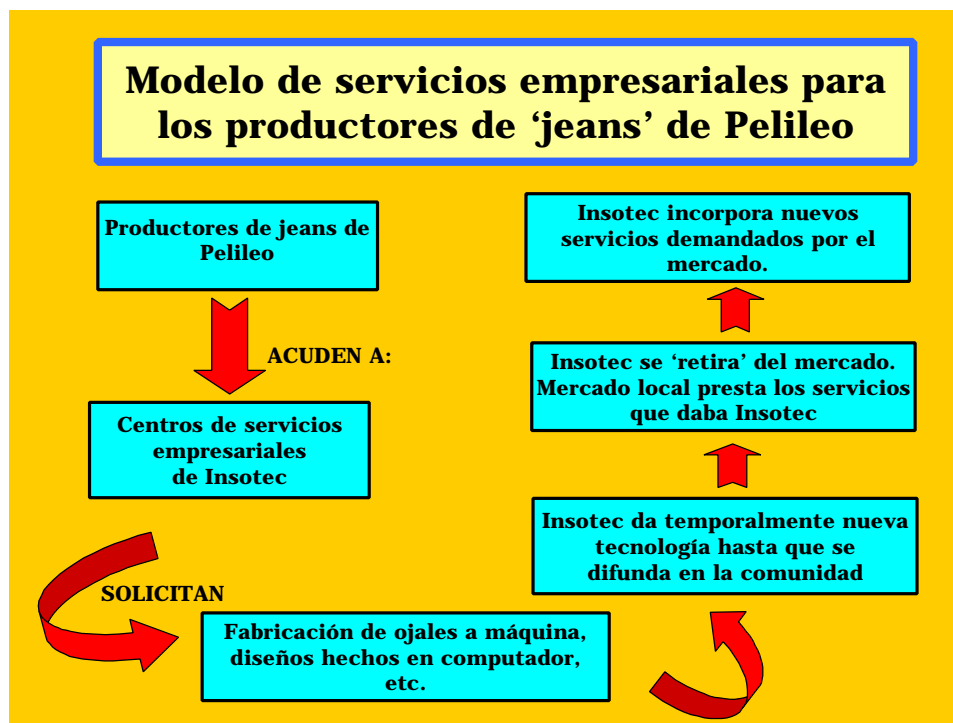 Modelo de servicios empresariales para
los productores de ‘jeans’ de Pelileo
Productores de jeans de
Pelileo
ACUDEN A:
Centros de servicios
empresariales
de Insotec
SOLICITAN
Fabricación de ojales a máquina,
diseños hechos en computador,
etc.
Insotec da temporalmente nueva
tecnología hasta que se
difunda en la comunidad
Insotec se ‘retira’ del mercado.
Mercado local presta los servicios
que daba Insotec
Insotec incorpora nuevos
servicios demandados por el
mercado.